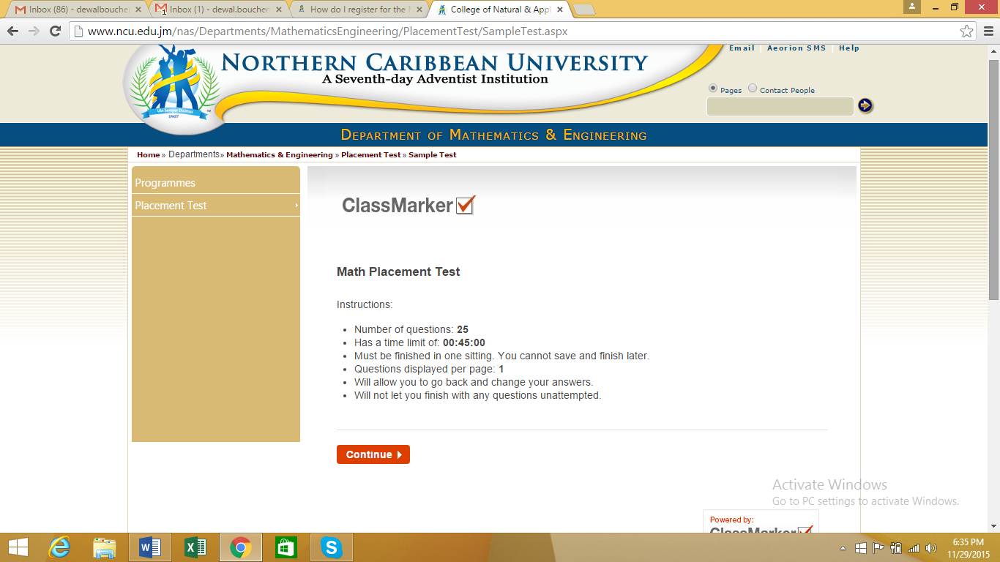 Inbox (86) - dewalbouche
Inbox (1) - dewal.boucher
How do I register for the
College of Natural & Appl
www.ncu.edu.jm/nas/Departments/MathematicsEngineering/PlacementTest/SampleTest.aspx
Email | Aeorion SMS | Help
NORTHERN CARIBBEAN UNIVERSITY
A Seventh-day Adventist Institution
Pages Contact People
1907
DEPARTMENT OF MATHEMATICS & ENGINEERING
Home » Departments» Mathematics & Engineering » Placement Test » Sample Test
Programmes
Placement Test
ClassMarker
Math Placement Test
Instructions:
Number of questions: 25
Has a time limit of: 00:45:00
Must be finished in one sitting. You cannot save and finish later.
Questions displayed per page: 1
Will allow you to go back and change your answers.
Will not let you finish with any questions unattempted.
Continue
Activate Windows
Go to PC settings to activate Windows.
Powered by:
ClassMarker
6:35 PM
11/29/2015